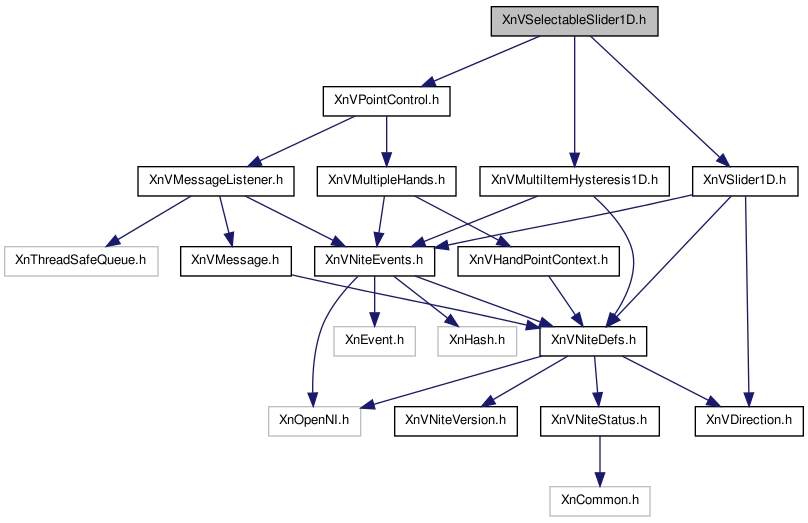 XnVSelectableSlider1D.h
XnVPointControl.h
XnVMessageListener.h
XnVMultipleHands.h
XnVMultiItemHysteresis1D.h
XnVSlider1D.h
XnThreadSafeQueue.h
XnVMessage.h
XnVNiteEvents.h
XnVHandPointContext.h
XnEvent.h
XnHash.h
XnVNiteDefs.h
XnOpenNI.h
XnVNiteVersion.h
XnVNiteStatus.h
XnVDirection.h
XnCommon.h